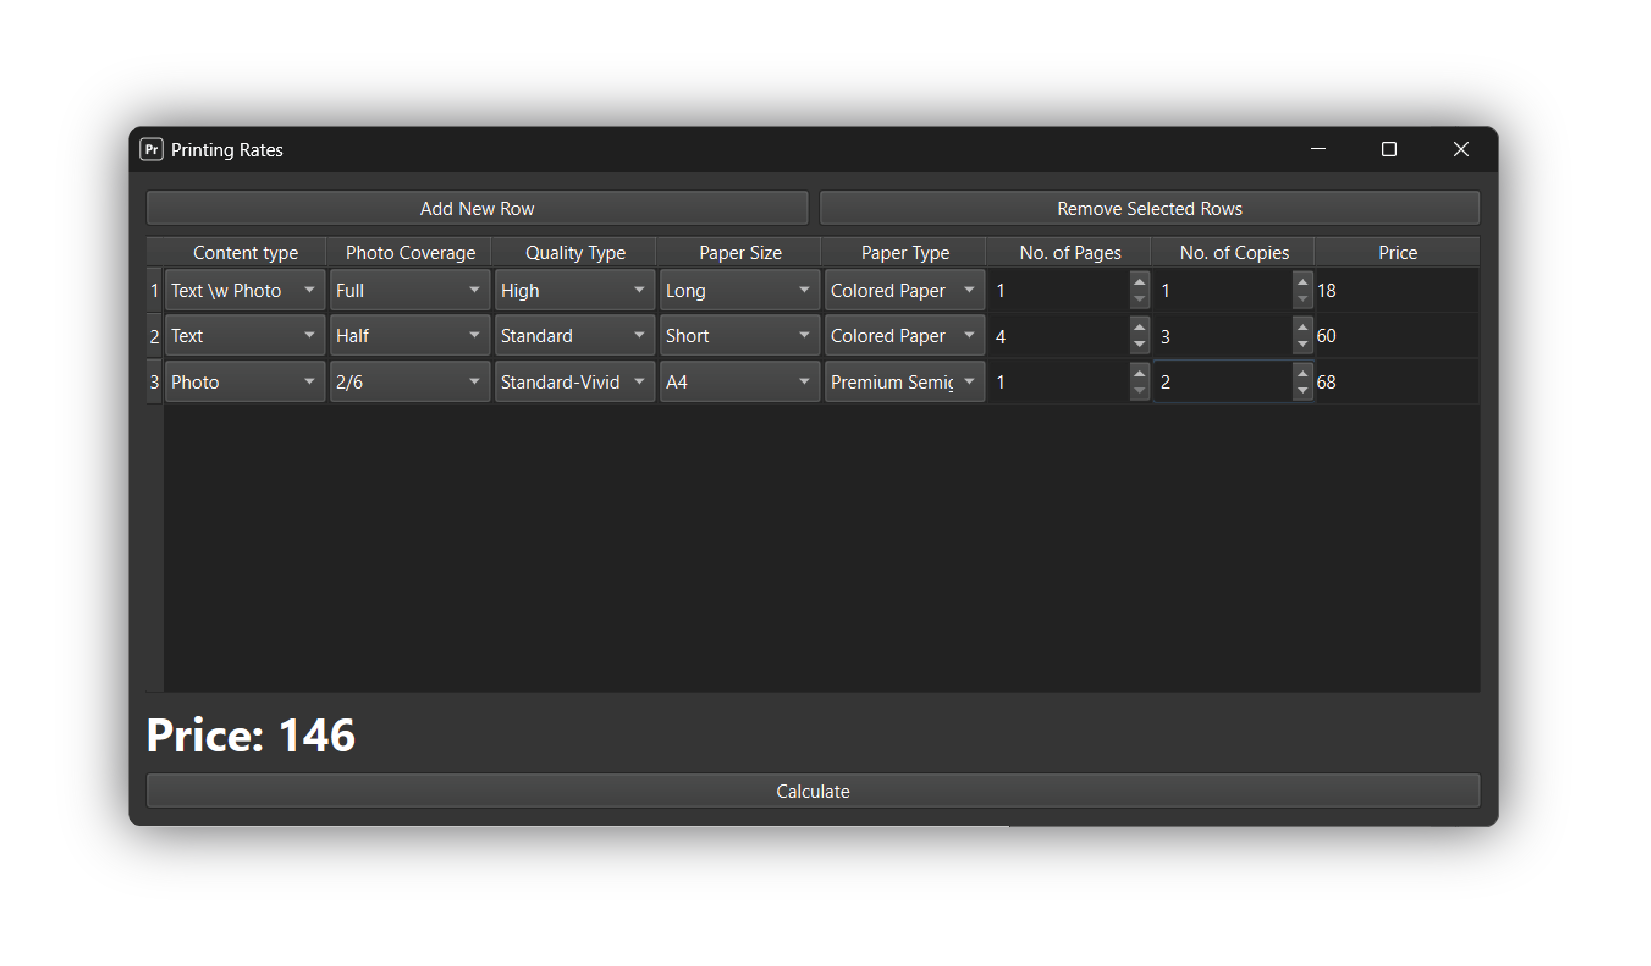 Pr Printing Rates
Add New Row Remove Selected Rows
Content type Photo Coverage Quality Type Paper Size Paper Type No. of Pages No. of Copies Price
1 Text \w Photo Full High Long Colored Paper 1 1 18
2 Text Half Standard Short Colored Paper 4 3 60
3 Photo 2/6 Standard-Vivid A4 Premium Semig 1 2 68
Price: 146
Calculate